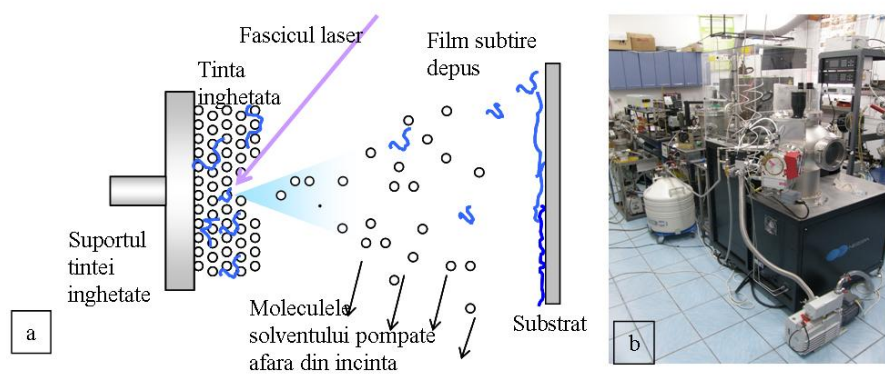 Fascicul laser
Tinta
inghetata
Film subtire
depus
Suportul
tintei
inghetate
Moleculele
solventului pompate
afara din incinta
Substrat
a
b